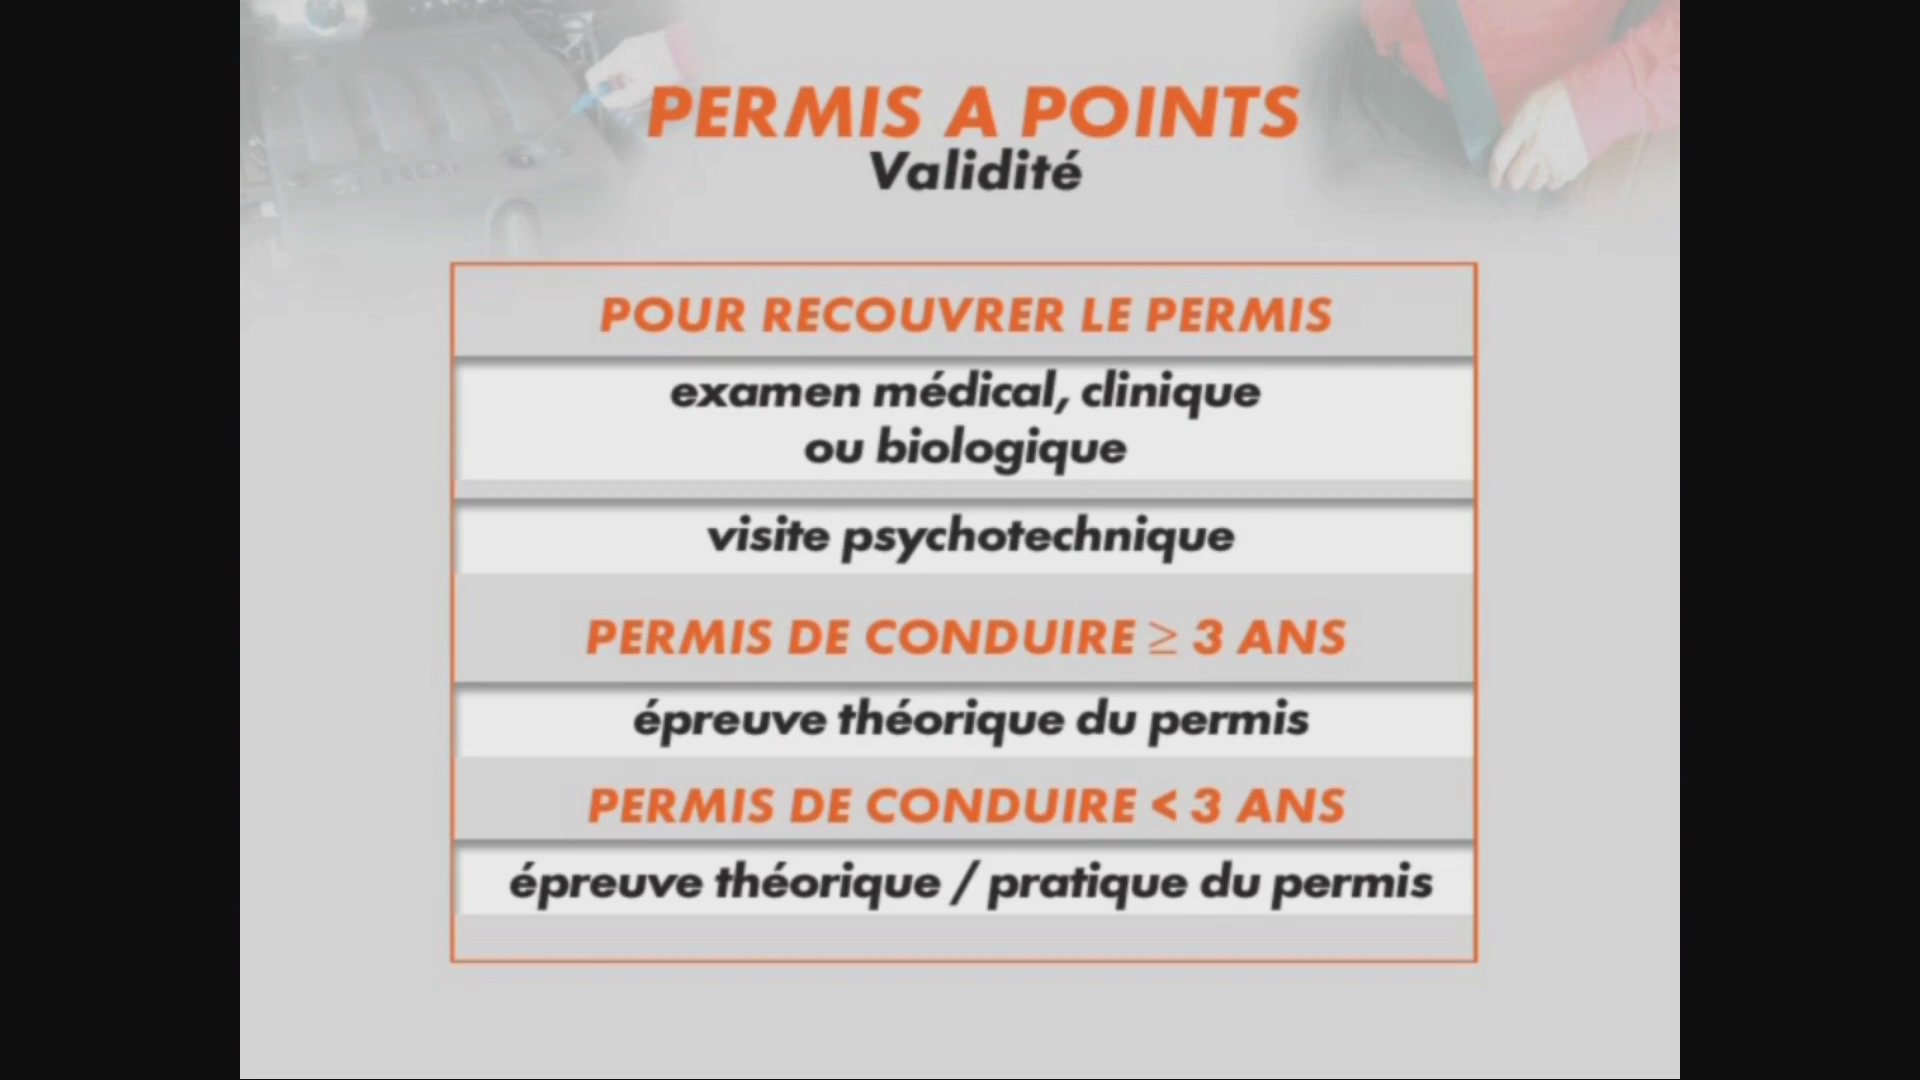 PERMIS A POINTS
Validité
POUR RECOUVRER LE PERMIS
examen médical, clinique
ou biologique
visite psychotechnique
PERMIS DE CONDUIRE ≥ 3 ANS
épreuve théorique du permis
PERMIS DE CONDUIRE < 3 ANS
épreuve théorique / pratique du permis